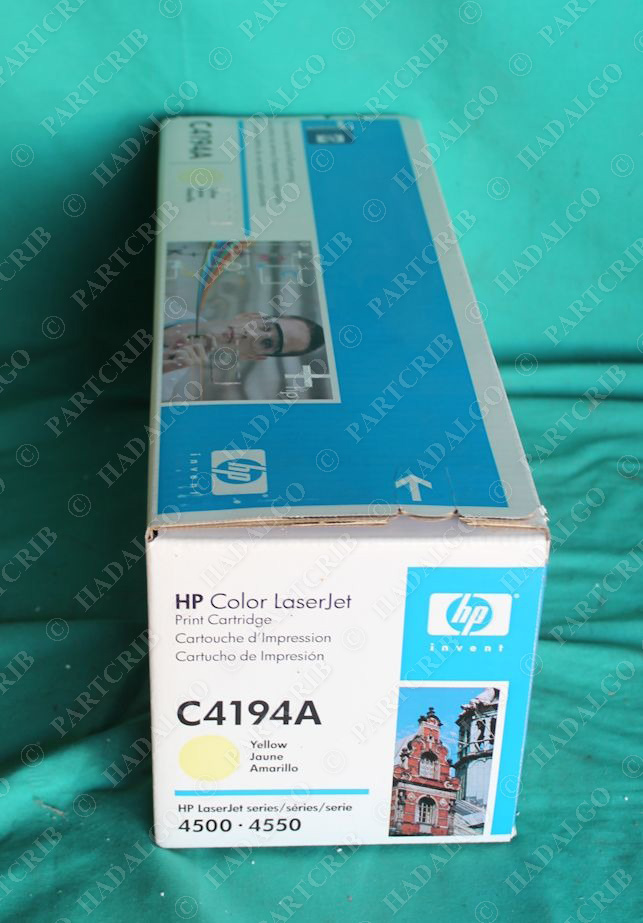 C4194A
hp
invent
HP Color LaserJet
Print Cartridge
Cartouche d'Impression
Cartucho de Impresión
hp
invent
C4194A
Yellow
Jaune
Amarillo
HP LaserJet series/séries/serie
4500 · 4550
© PARTCRIB
© HADALGO